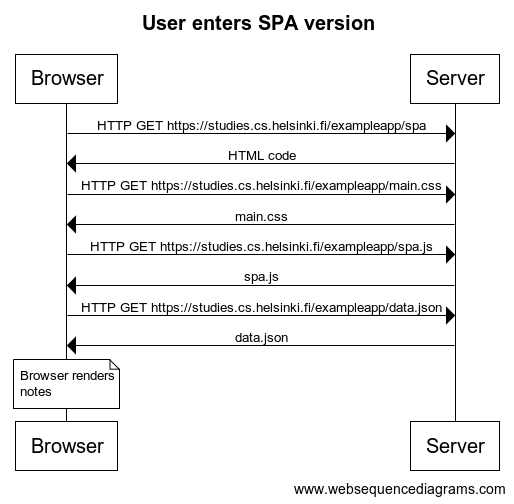 User enters SPA version
Browser Server
HTTP GET https://studies.cs.helsinki.fi/exampleapp/spa
HTML code
HTTP GET https://studies.cs.helsinki.fi/exampleapp/main.css
main.css
HTTP GET https://studies.cs.helsinki.fi/exampleapp/spa.js
spa.js
HTTP GET https://studies.cs.helsinki.fi/exampleapp/data.json
data.json
Browser renders
notes
Browser Server
www.websequencediagrams.com